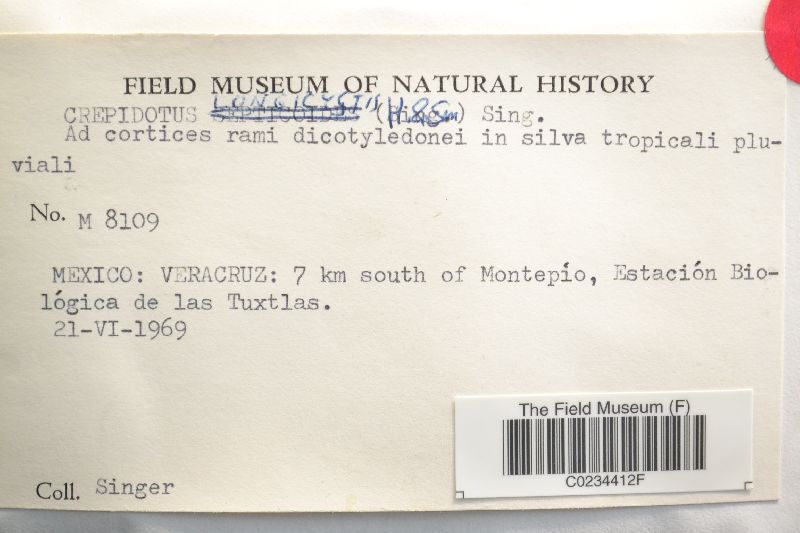 FIELD MUSEUM OF NATURAL HISTORY
LONGICYSTIS
CREPIDOTUS SEPTICOIDES (H.&S.) Sing.
Ad cortices rami dicotyledonei in silva tropicali plu-
viali
No. M 8109
MEXICO: VERACRUZ: 7 km south of Montepío, Estación Bio-
lógica de las Tuxtlas.
21-VI-1969
The Field Museum (F)
C0234412F
Coll. Singer